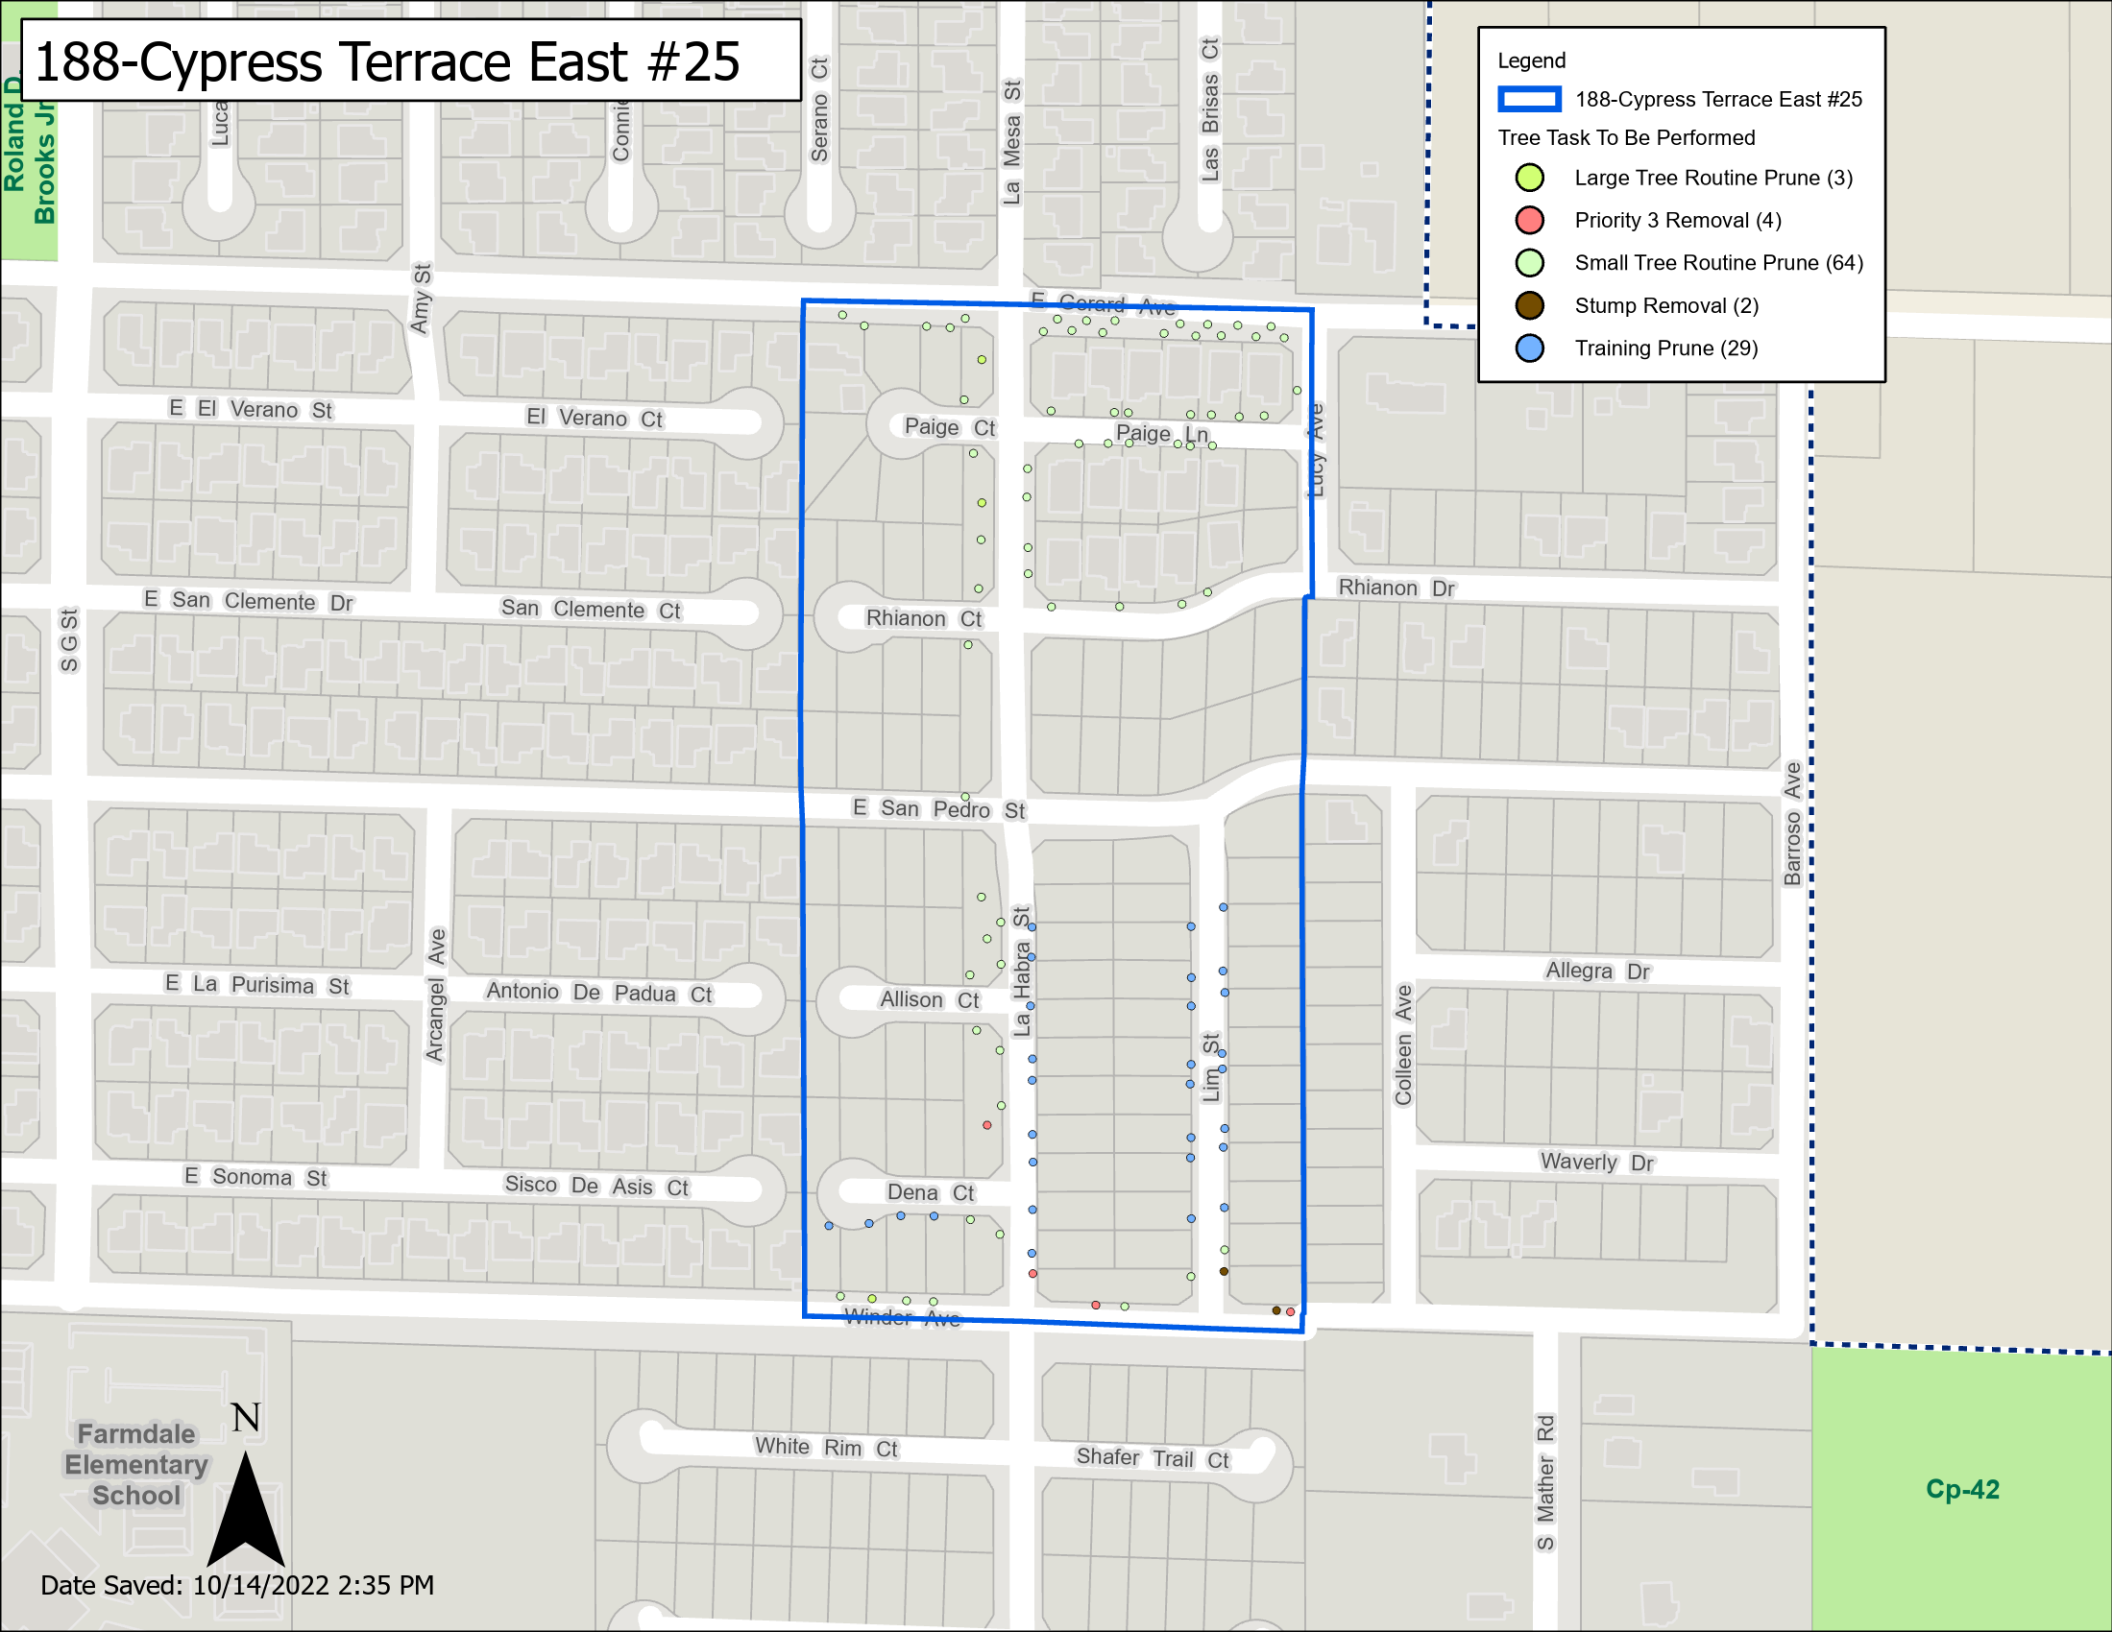 188-Cypress Terrace East #25
Legend
188-Cypress Terrace East #25
Tree Task To Be Performed
Large Tree Routine Prune (3)
Priority 3 Removal (4)
Small Tree Routine Prune (64)
Stump Removal (2)
Training Prune (29)
Roland D.
Brooks Jr
Luca
Connie
Serano Ct
La Mesa St
Las Brisas Ct
Amy St
E Gerard Ave
E El Verano St
El Verano Ct
Paige Ct
Paige Ln
Lucy Ave
E San Clemente Dr
San Clemente Ct
Rhianon Ct
Rhianon Dr
S G St
E San Pedro St
Barroso Ave
Arcangel Ave
La Habra St
Lim St
Colleen Ave
E La Purisima St
Antonio De Padua Ct
Allison Ct
Allegra Dr
E Sonoma St
Sisco De Asis Ct
Dena Ct
Waverly Dr
Winder Ave
White Rim Ct
Shafer Trail Ct
S Mather Rd
Cp-42
Farmdale
Elementary
School
N
Date Saved: 10/14/2022 2:35 PM